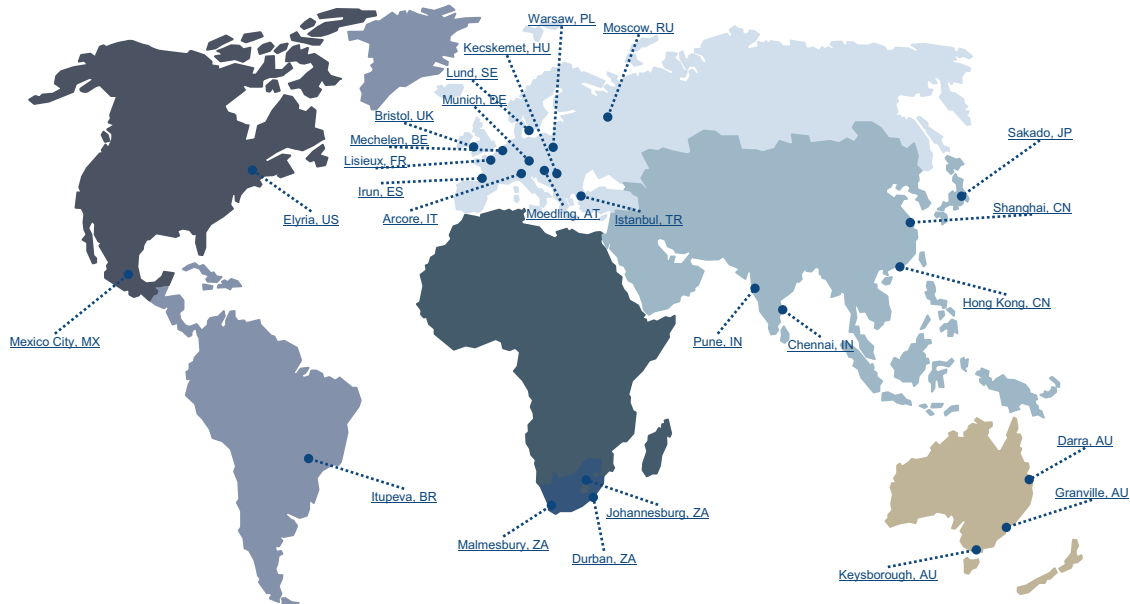 Warsaw, PL
Moscow, RU
Kecskemet, HU
Lund, SE
Munich, DE
Bristol, UK
Sakado, JP
Mechelen, BE
Lisieux, FR
Irun, ES
Shanghai, CN
Elyria, US
Arcore, IT
Moedling, AT
Istanbul, TR
Hong Kong, CN
Mexico City, MX
Pune, IN
Chennai, IN
Darra, AU
Itupeva, BR
Granville, AU
Johannesburg, ZA
Malmesbury, ZA
Durban, ZA
Keysborough, AU